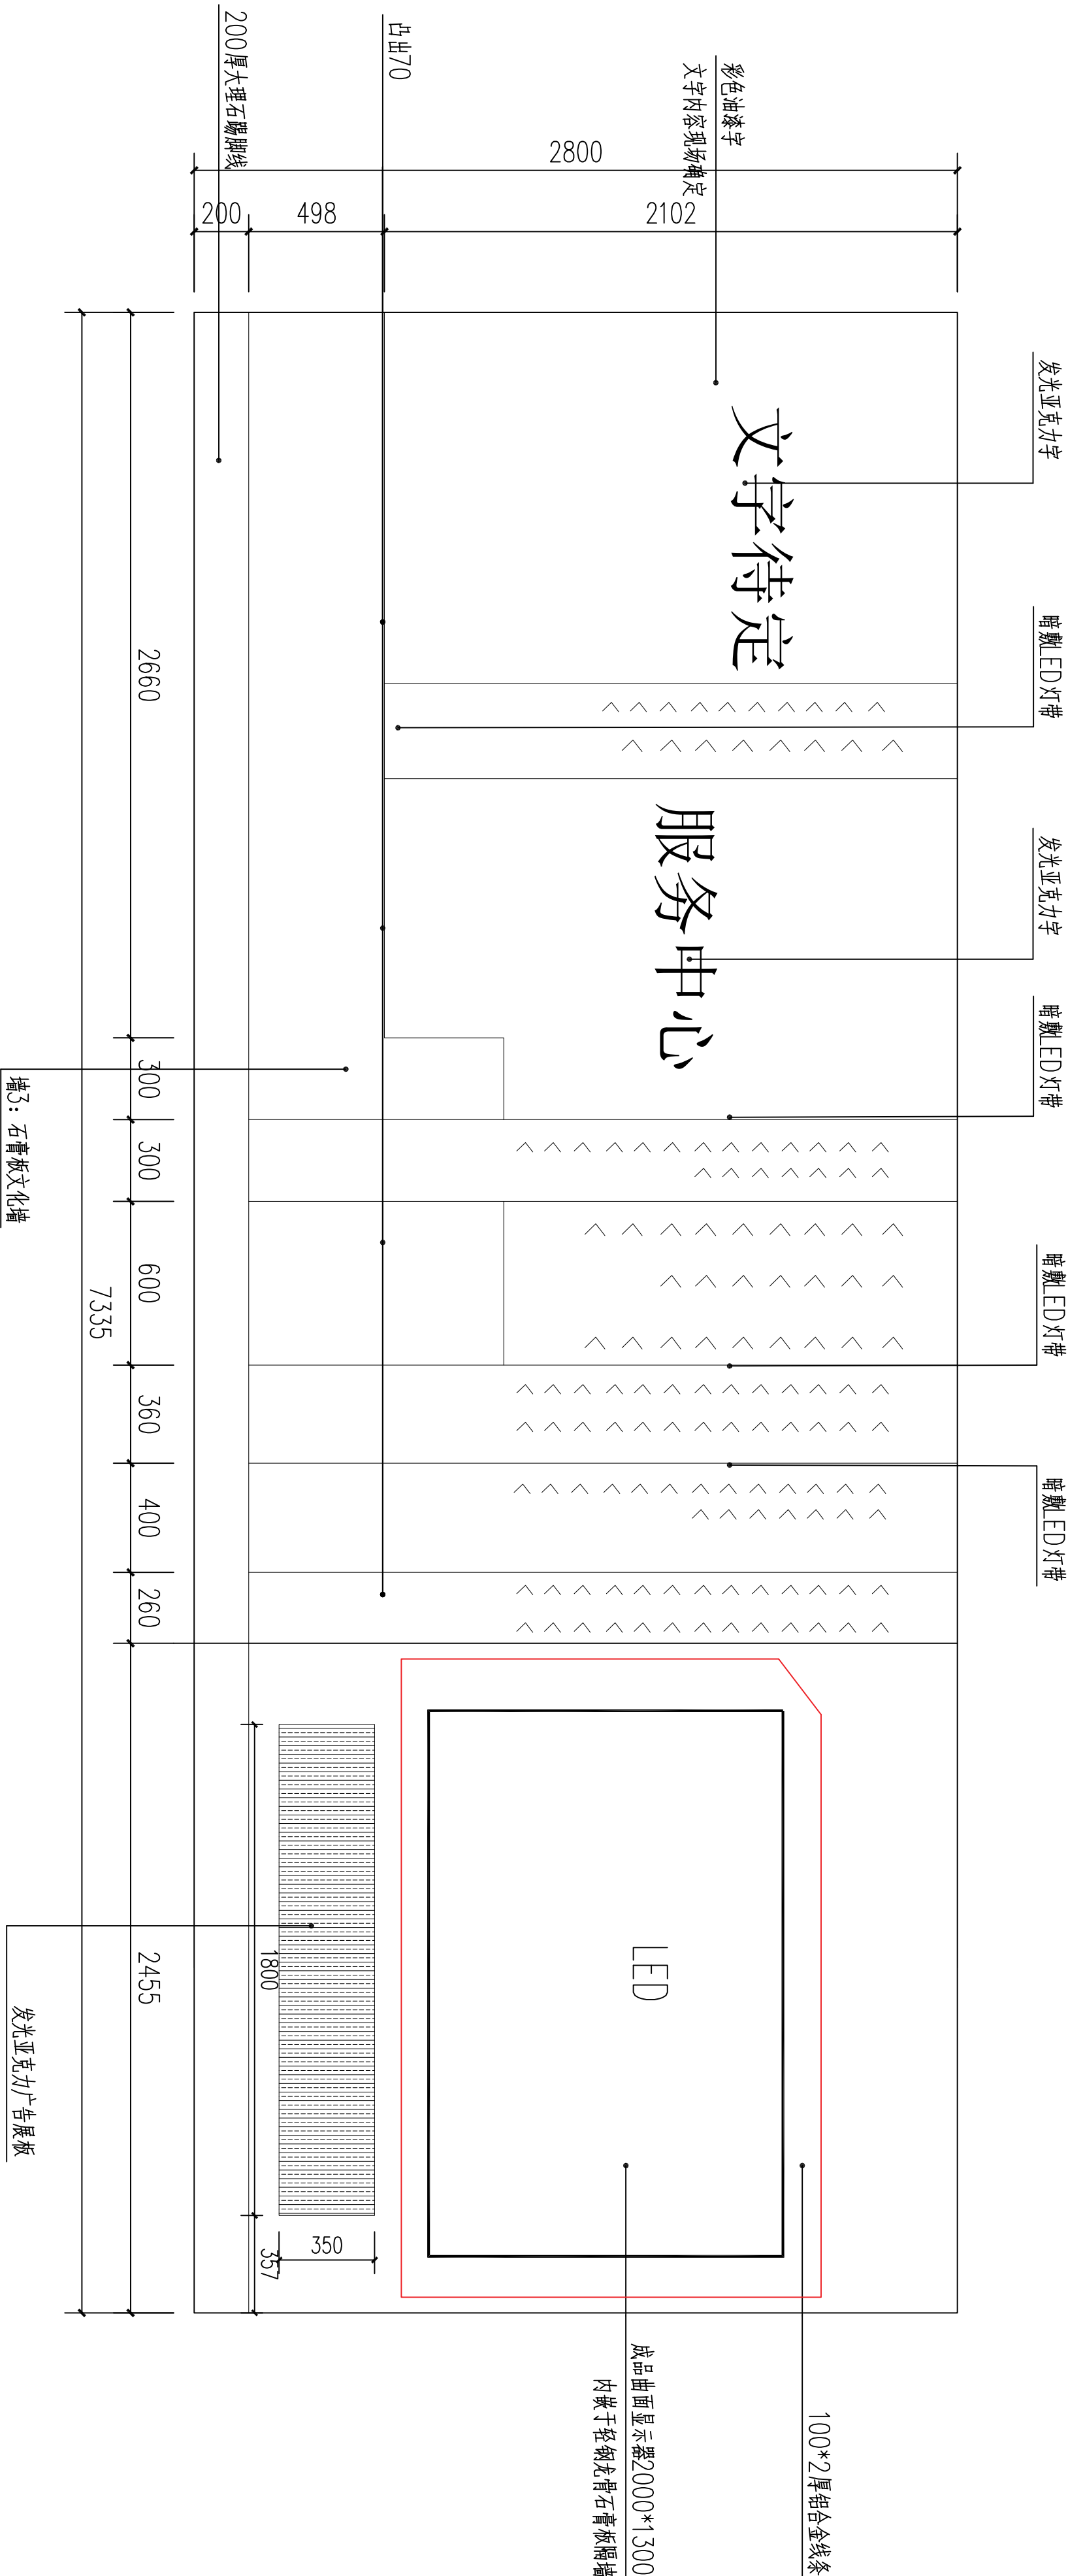 发光亚克力字
暗敷LED灯带
发光亚克力字
暗敷LED灯带
暗敷LED灯带
暗敷LED灯带
彩色油漆字
文字内容现场确定
凸出70
200厚大理石踢脚线
2800
2102
498
200
文字待定
服务中心
LED
100*2厚铝合金线条
成品曲面显示器2000*1300
内嵌于轻钢龙骨石膏板隔墙
350
1800
357
2660
300
300
600
360
400
260
2455
7335
墙3：石膏板文化墙
发光亚克力广告展板